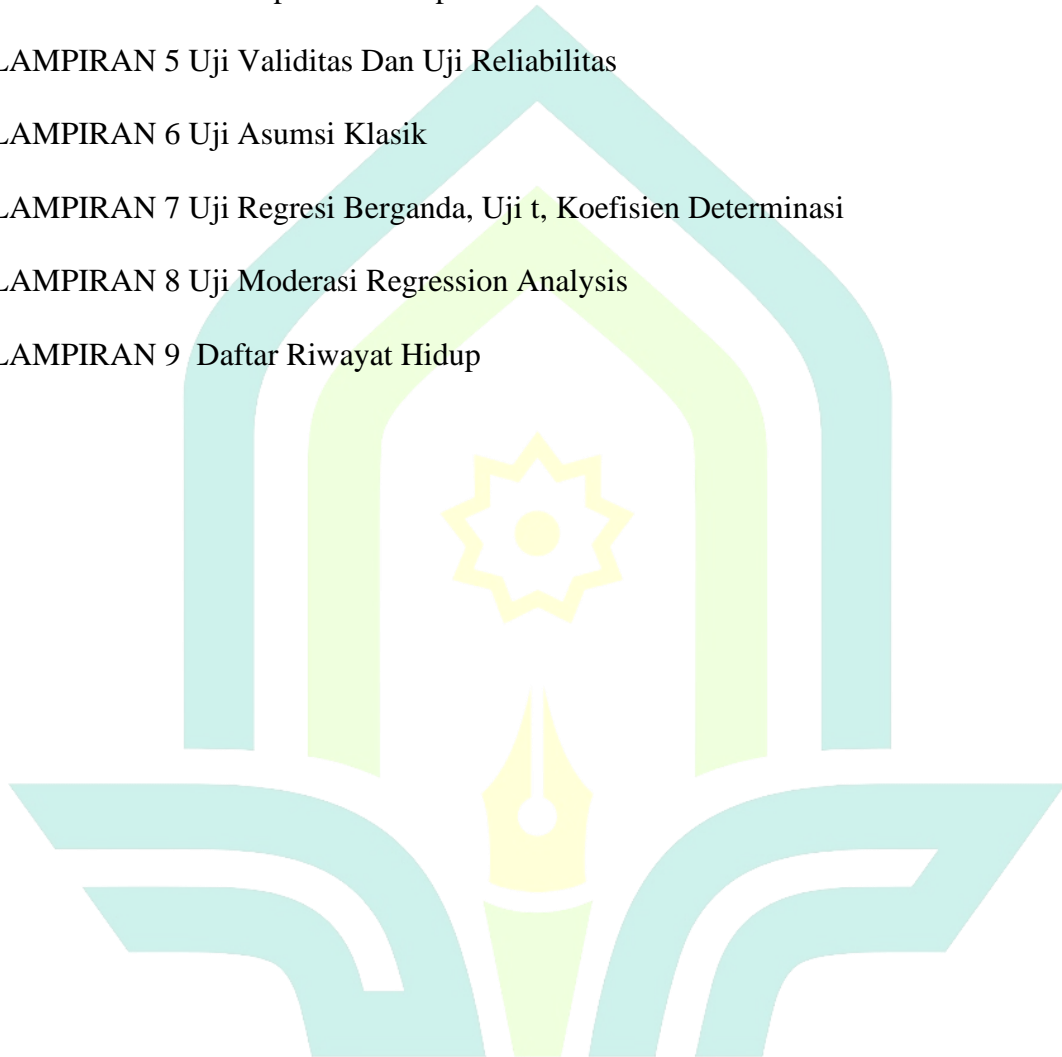 LAMPIRAN 5 Uji Validitas Dan Uji Reliabilitas
LAMPIRAN 6 Uji Asumsi Klasik
LAMPIRAN 7 Uji Regresi Berganda, Uji t, Koefisien Determinasi
LAMPIRAN 8 Uji Moderasi Regression Analysis
LAMPIRAN 9 Daftar Riwayat Hidup